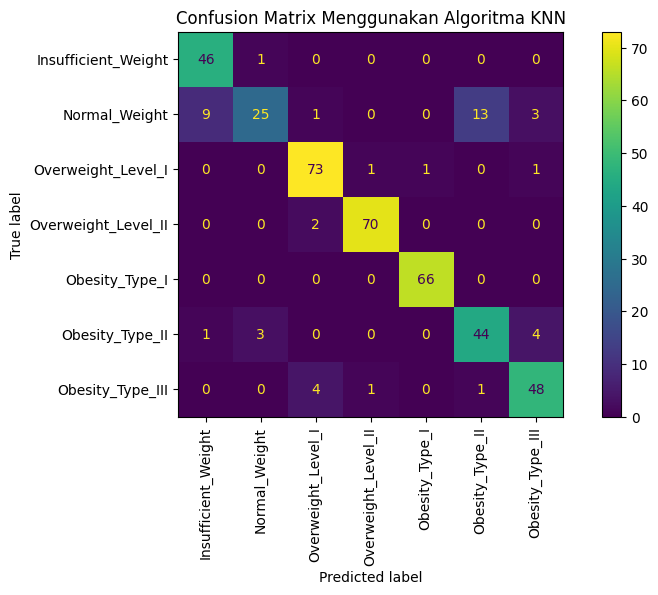 Confusion Matrix Menggunakan Algoritma KNN
True label
Insufficient_Weight 46 1 0 0 0 0 0
Normal_Weight 9 25 1 0 0 13 3
Overweight_Level_I 0 0 73 1 1 0 1
Overweight_Level_II 0 0 2 70 0 0 0
Obesity_Type_I 0 0 0 0 66 0 0
Obesity_Type_II 1 3 0 0 0 44 4
Obesity_Type_III 0 0 4 1 0 1 48
Insufficient_Weight
Normal_Weight
Overweight_Level_I
Overweight_Level_II
Obesity_Type_I
Obesity_Type_II
Obesity_Type_III
Predicted label
70
60
50
40
30
20
10
0